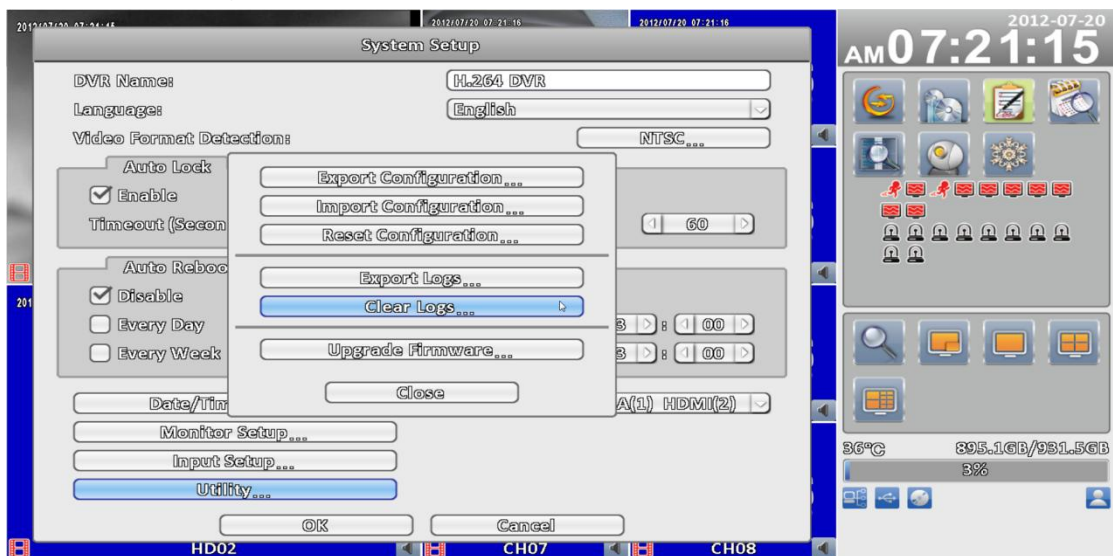 2012/07/20 07:21:16
2012/07/20 07:21:16
2012-07-20
AM07:21:15
System Setup
DVR Name:
H.264 DVR
Language:
English
Video Format Detection:
NTSC...
Auto Lock
Enable
Timeout (Secon
60
Export Configuration...
Import Configuration...
Reset Configuration...
Export Logs...
Clear Logs...
Upgrade Firmware...
Close
Auto Reboo
Disable
Every Day
3 : 00
Every Week
3 : 00
201
Date/Tim
A(1) HDMI(2)
Monitor Setup...
Input Setup...
Utility...
OK
Cancel
36°C
895.1GB/931.5GB
3%
HD02
CH07
CH08